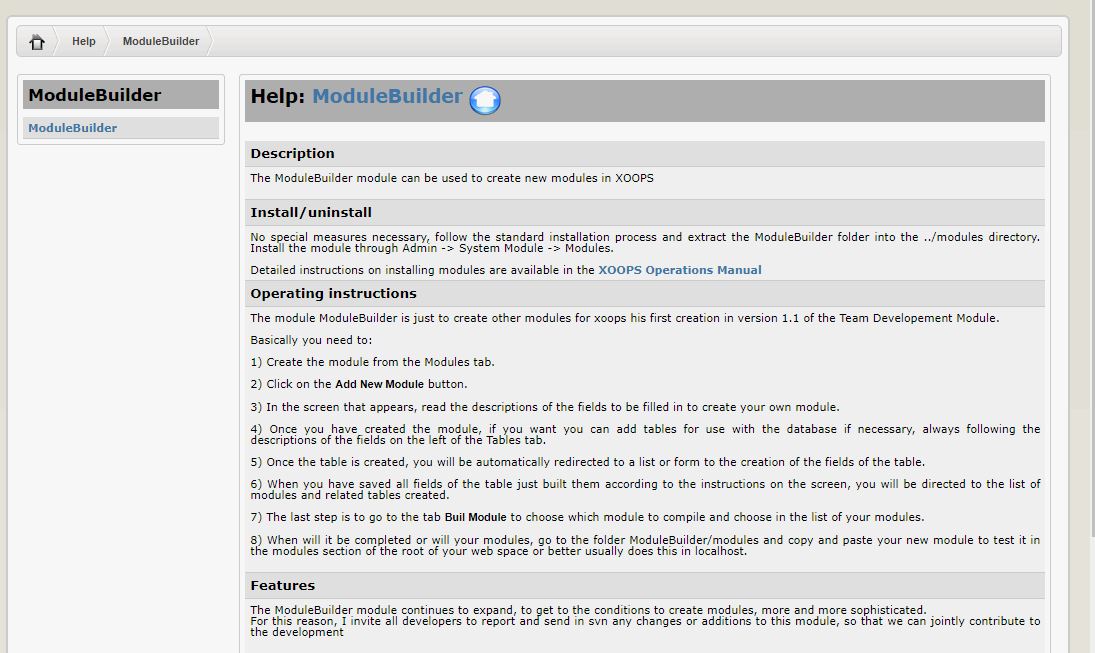 Help
ModuleBuilder
ModuleBuilder
ModuleBuilder
Help: ModuleBuilder
Description
The ModuleBuilder module can be used to create new modules in XOOPS
Install/uninstall
No special measures necessary, follow the standard installation process and extract the ModuleBuilder folder into the ../modules directory.
Install the module through Admin -> System Module -> Modules.
Detailed instructions on installing modules are available in the XOOPS Operations Manual
Operating instructions
The module ModuleBuilder is just to create other modules for xoops his first creation in version 1.1 of the Team Developement Module.
Basically you need to:
1) Create the module from the Modules tab.
2) Click on the Add New Module button.
3) In the screen that appears, read the descriptions of the fields to be filled in to create your own module.
4) Once you have created the module, if you want you can add tables for use with the database if necessary, always following the
descriptions of the fields on the left of the Tables tab.
5) Once the table is created, you will be automatically redirected to a list or form to the creation of the fields of the table.
6) When you have saved all fields of the table just built them according to the instructions on the screen, you will be directed to the list of
modules and related tables created.
7) The last step is to go to the tab Buil Module to choose which module to compile and choose in the list of your modules.
8) When will it be completed or will your modules, go to the folder ModuleBuilder/modules and copy and paste your new module to test it in
the modules section of the root of your web space or better usually does this in localhost.
Features
The ModuleBuilder module continues to expand, to get to the conditions to create modules, more and more sophisticated.
For this reason, I invite all developers to report and send in svn any changes or additions to this module, so that we can jointly contribute to
the development